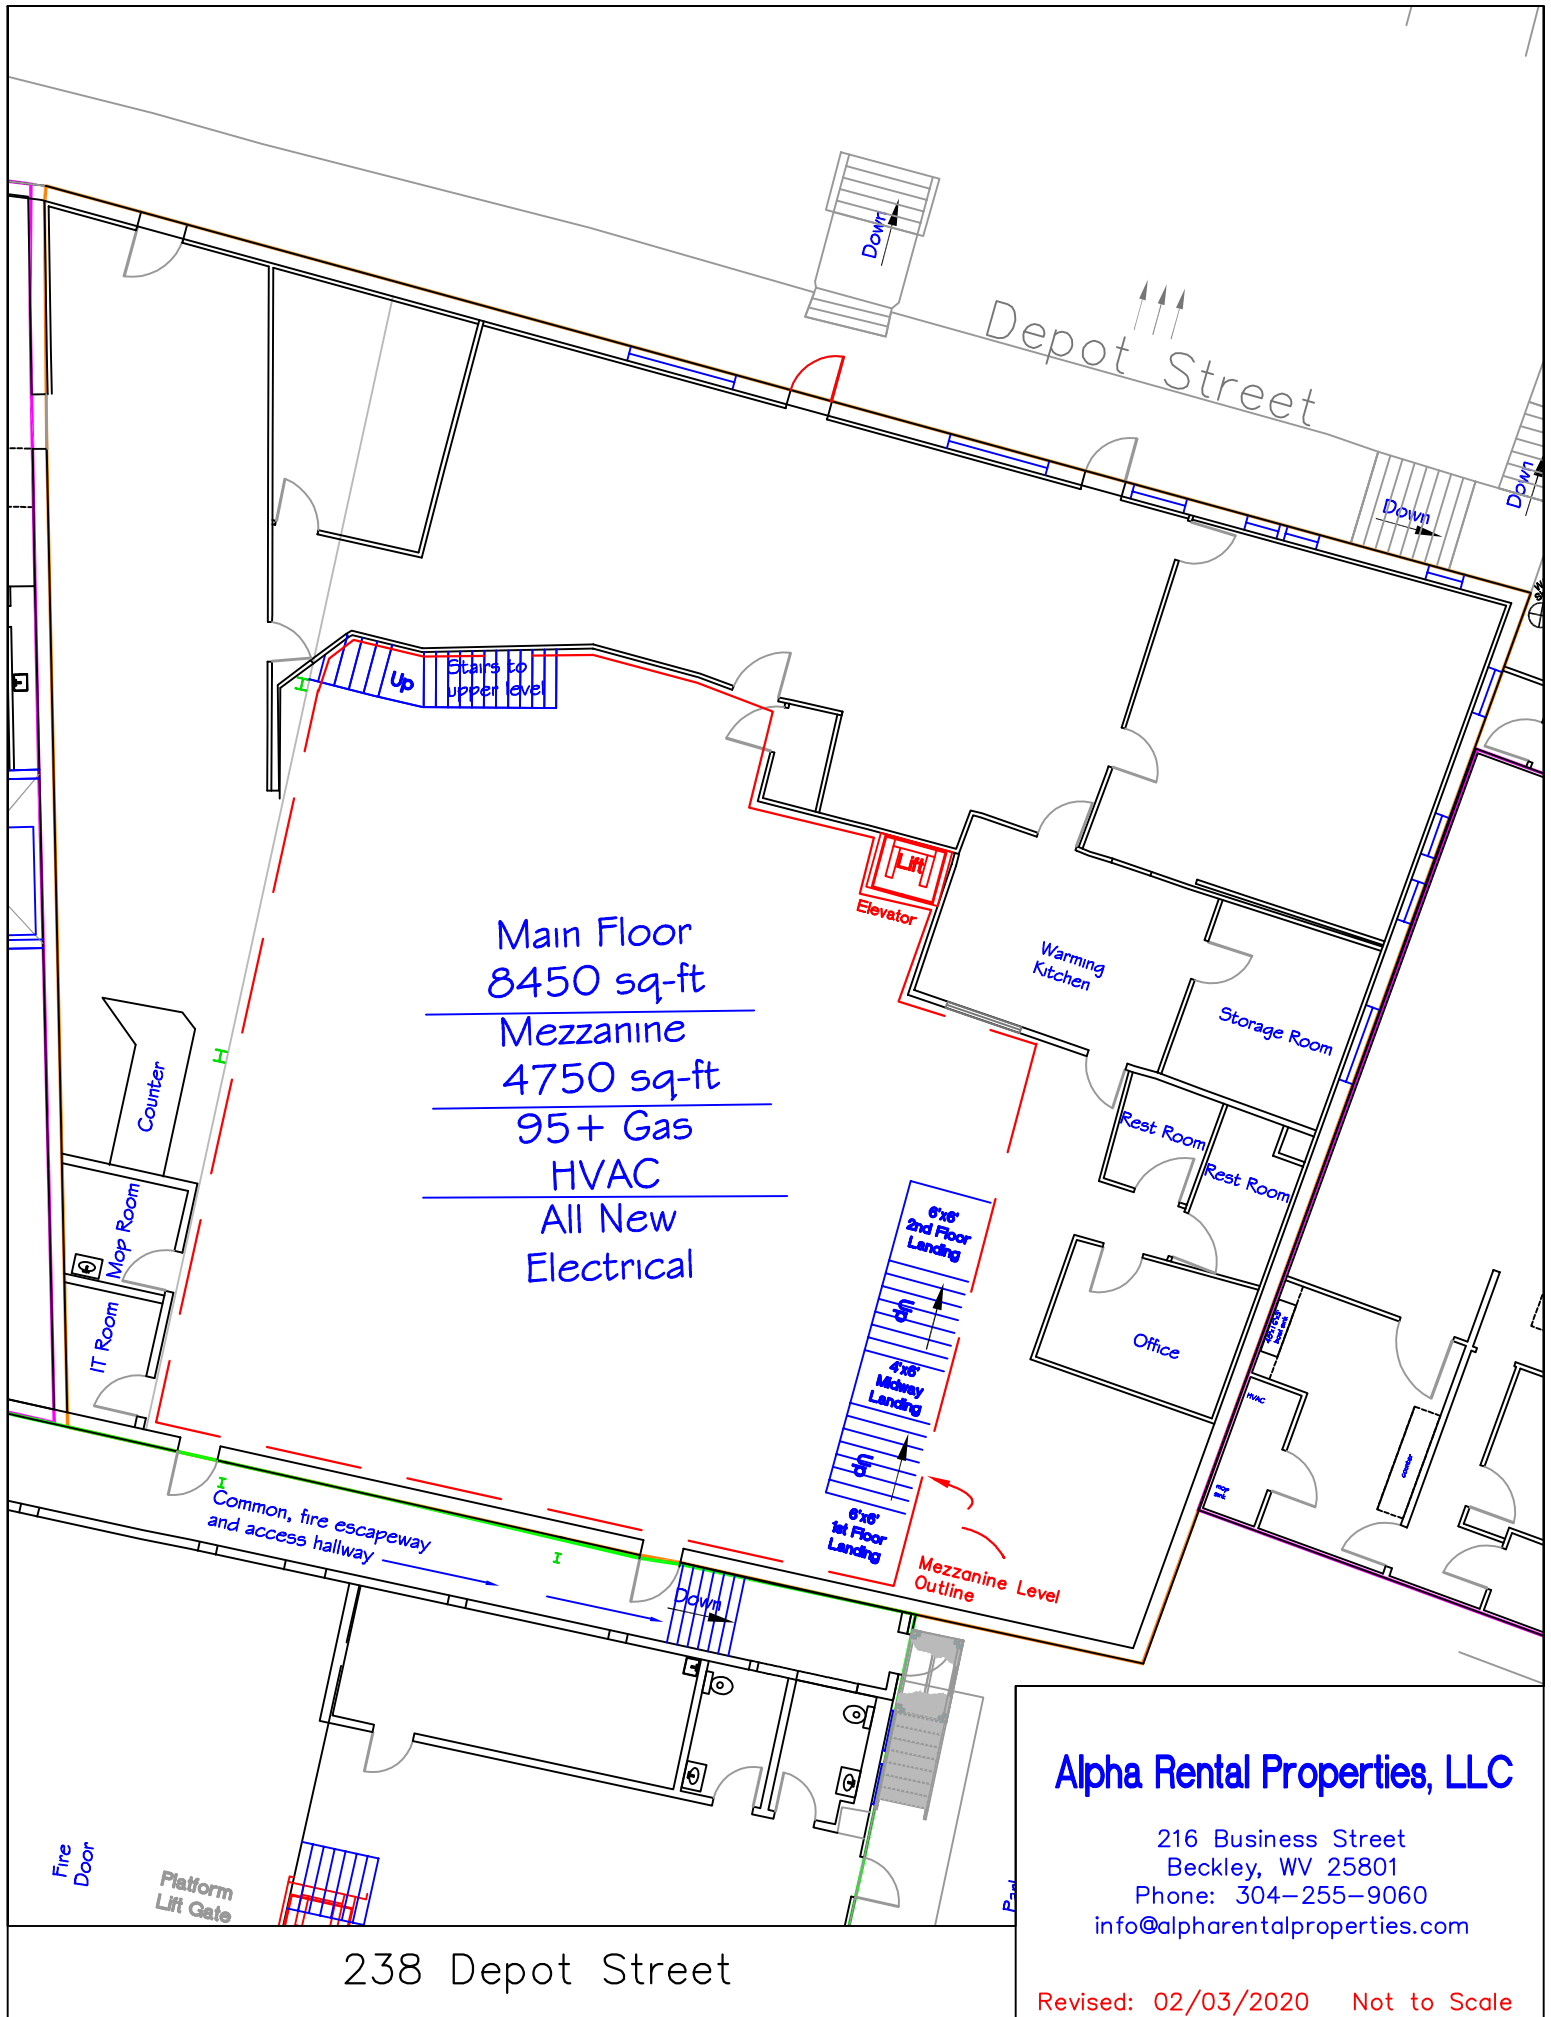 Down
Depot Street
Down
Down
Up
Stairs to
upper level
Lift
Elevator
Main Floor
8450 sq-ft
Mezzanine
4750 sq-ft
95+ Gas
HVAC
All New
Electrical
Warming
Kitchen
Storage Room
Counter
Rest Room
Rest Room
Mop Room
IT Room
6'x6'
2nd Floor
Landing
Up
4'x6'
Midway
Landing
Up
6'x6'
1st Floor
Landing
Office
HVAC
Mop
Sink
Counter
Common, fire escapeway
and access hallway
Down
Mezzanine Level
Outline
Fire
Door
Platform
Lift Gate
Alpha Rental Properties, LLC
216 Business Street
Beckley, WV 25801
Phone: 304-255-9060
info@alpharentalproperties.com
238 Depot Street
Revised: 02/03/2020 Not to Scale